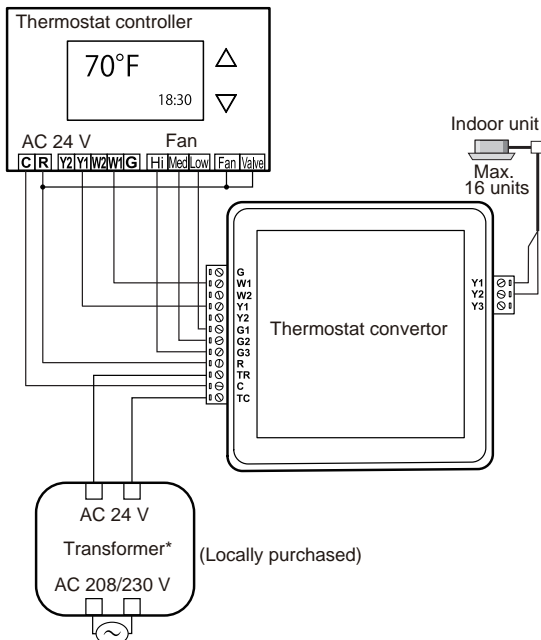 Thermostat controller
70°F
18:30
AC 24 V
Fan
C R Y2 Y1 W2 W1 G Hi Med Low Fan Valve
Indoor unit
Max.
16 units
G
W1
W2
Y1
Y2
G1
G2
G3
R
TR
C
TC
Thermostat convertor
Y1
Y2
Y3
AC 24 V
Transformer*
(Locally purchased)
AC 208/230 V